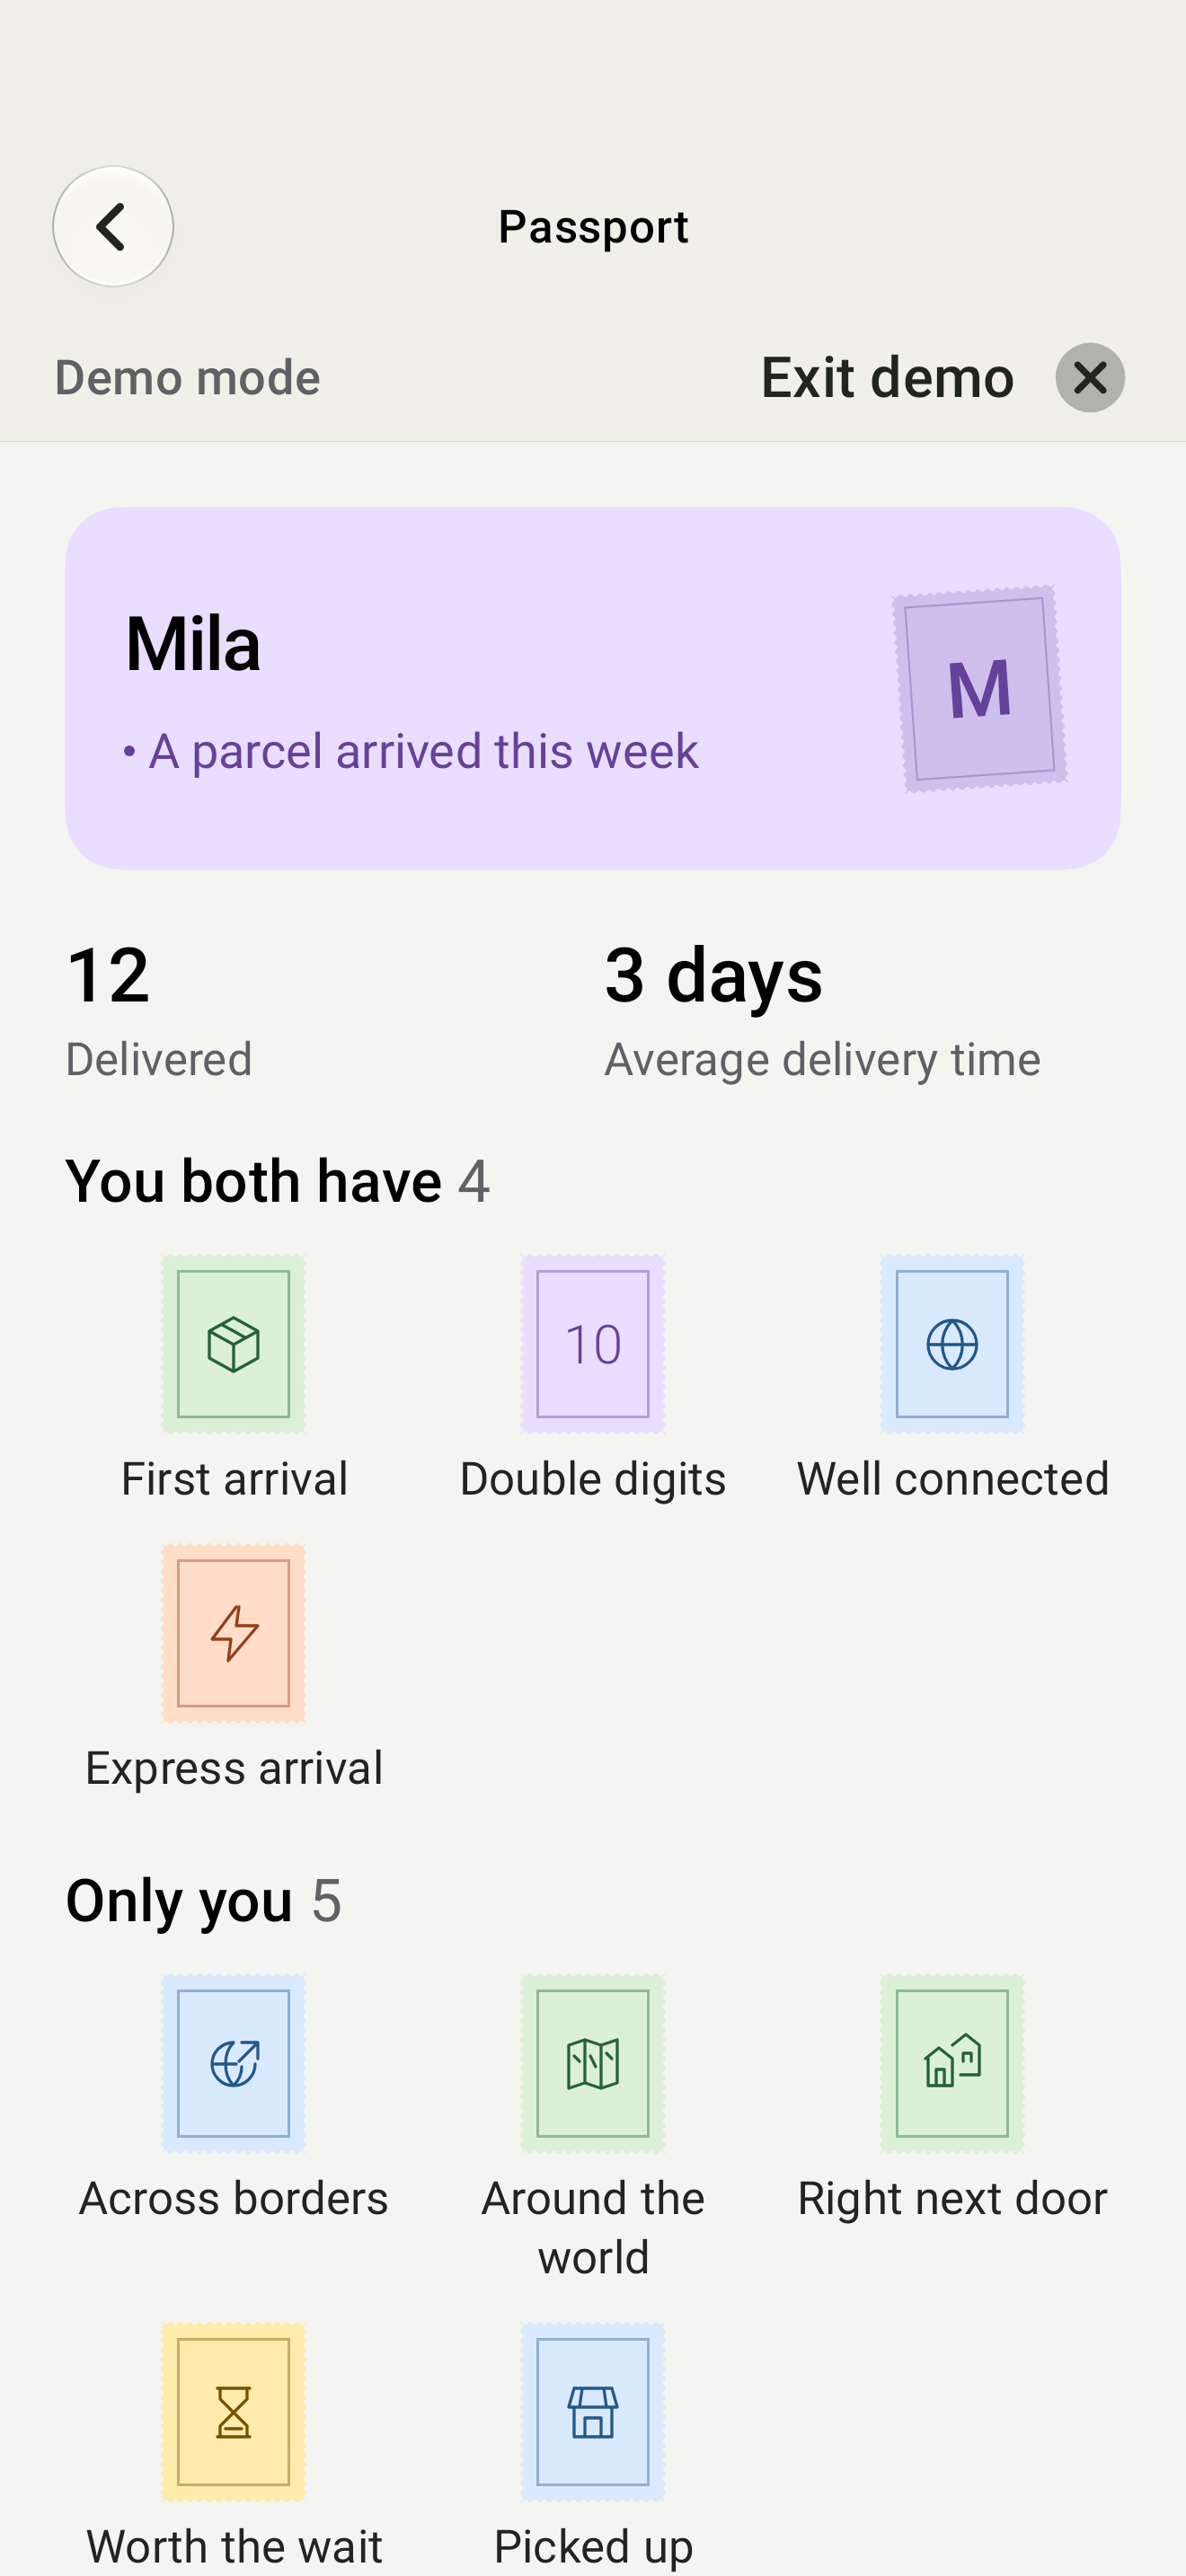 Passport
Demo mode
Exit demo
Mila
• A parcel arrived this week
M
12
3 days
Delivered
Average delivery time
You both have 4
10
First arrival
Double digits
Well connected
Express arrival
Only you 5
Across borders
Around the
world
Right next door
Worth the wait
Picked up